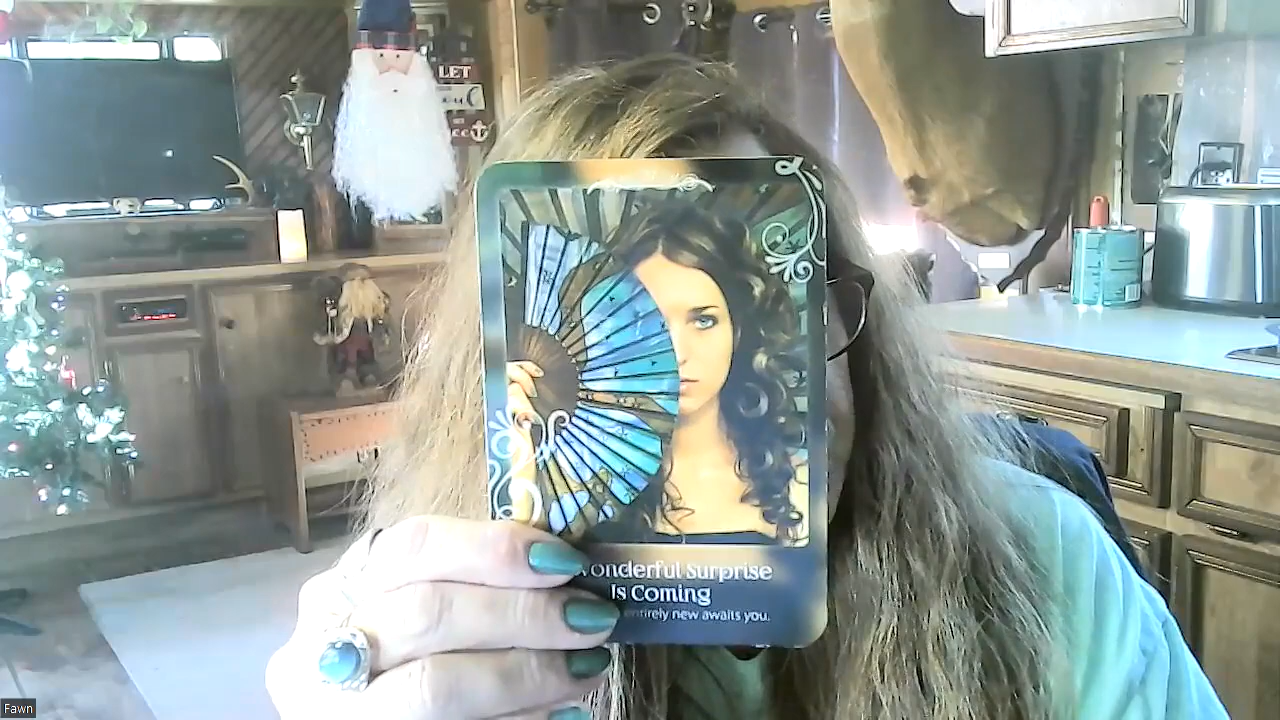 LET
Wonderful Surprise
Is Coming
entirely new awaits you.
Fawn